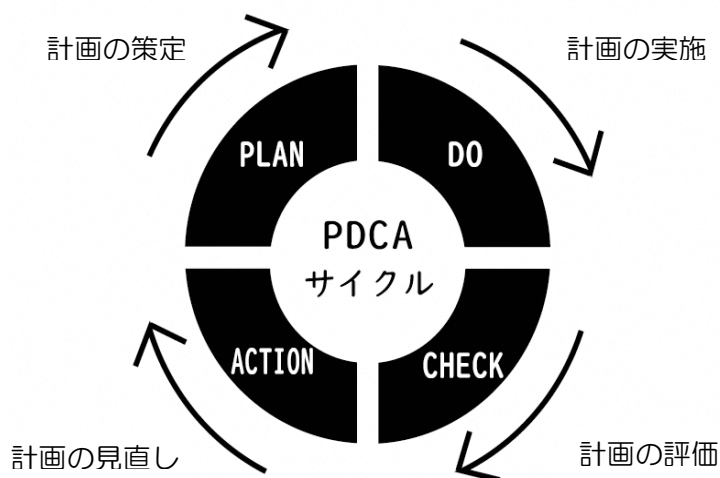 計画の策定
計画の実施
PLAN
DO
PDCA
サイクル
ACTION
CHECK
計画の見直し
計画の評価